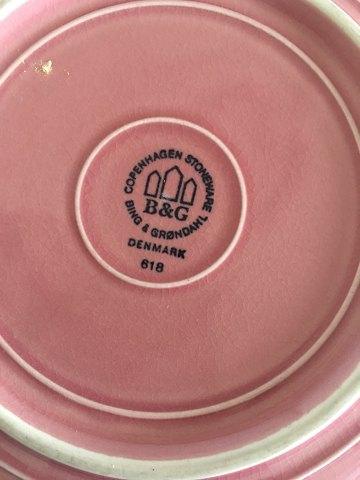 COPENHAGEN STONEWARE
B&G
BING & GRØNDAHL
DENMARK
618